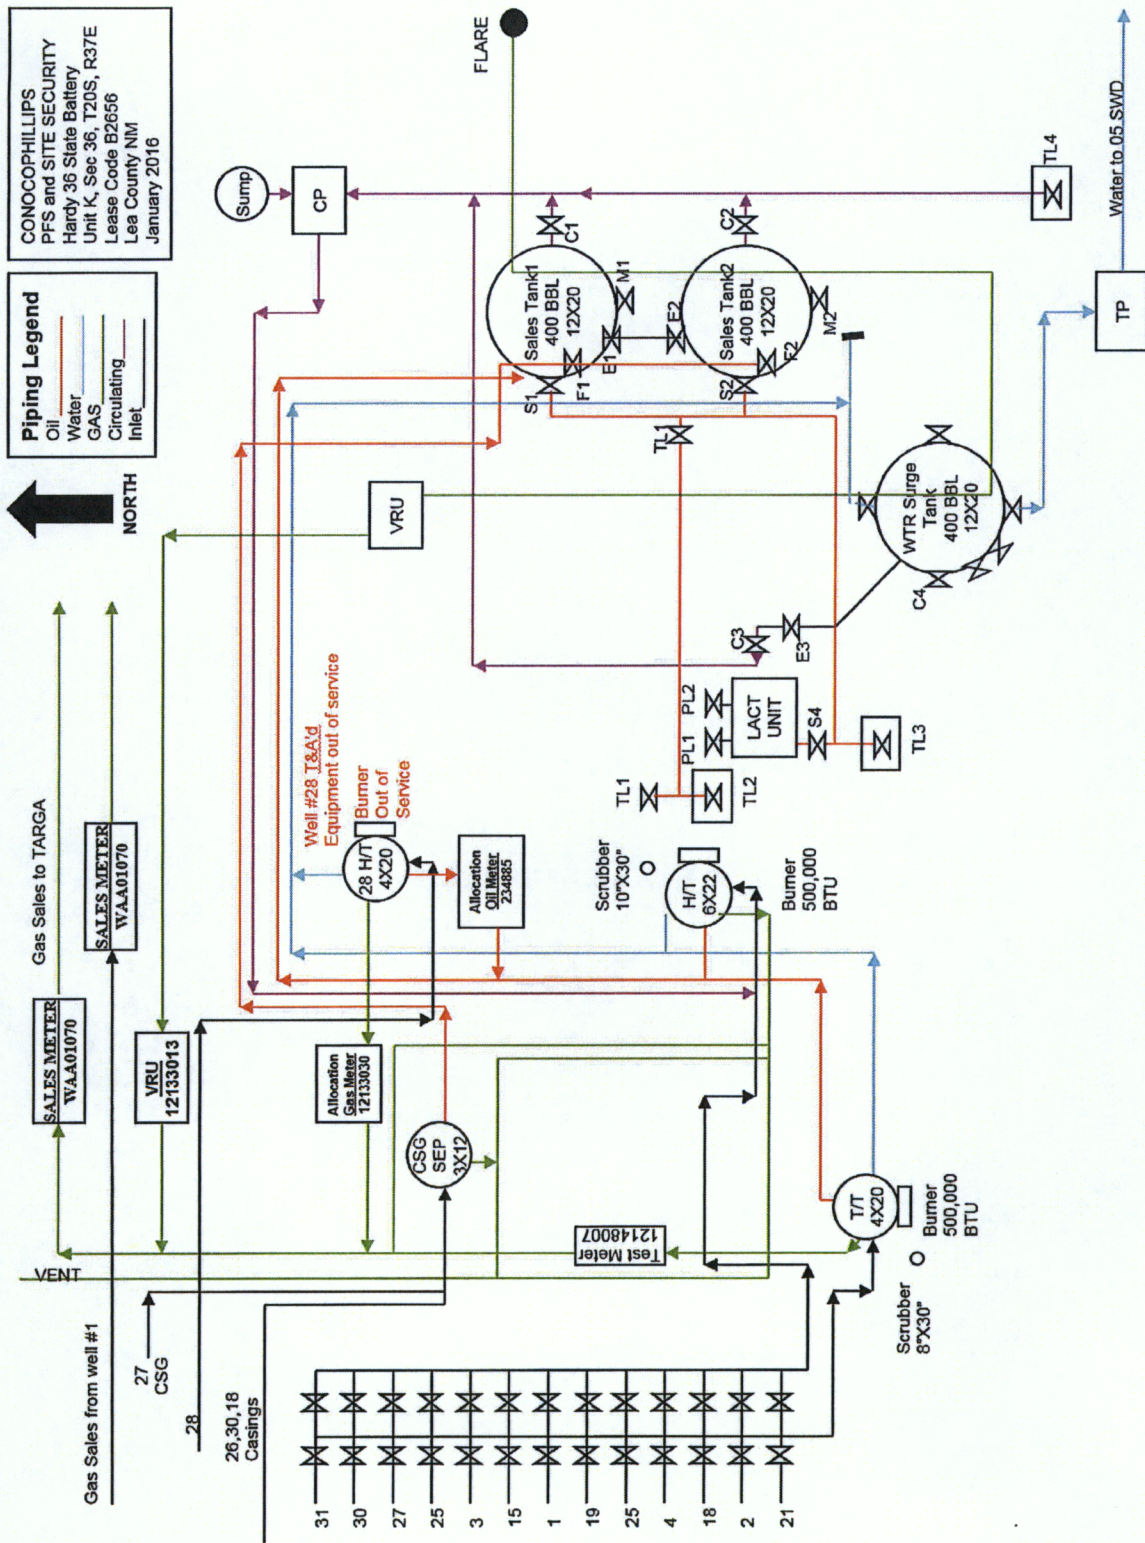 CONOCOPHILLIPS
PFS and SITE SECURITY
Hardy 36 State Battery
Unit K, Sec 36, T20S, R37E
Lease Code B2656
Lea County NM
January 2016
Piping Legend
Oil
Water
GAS
Circulating
Inlet
NORTH
FLARE
Sump
CP
Gas Sales to TARGA
SALES METER
WAA01070
SALES METER
WAA01070
VRU
12133013
VRU
Gas Sales from well #1
VENT
27
CSG
28
26,30,18
Casings
Well #28 T&A'd
Equipment out of service
Burner
Out of
Service
28 H/T
4X20
Allocation
Oil Meter
234885
Allocation
Gas Meter
12133030
CSG
SEP
3X12
Sales Tank1
400 BBL
12X20
S1
F1
E1
M1
C1
Sales Tank2
400 BBL
12X20
S2
F2
E2
M2
C2
TL4
TL1
WTR Surge
Tank
400 BBL
12X20
C4
C3
E3
TP
Water to 05 SWD
PL1
PL2
LACT
UNIT
S4
TL3
TL1
TL2
Scrubber
10"X30"
H/T
6X22
Burner
500,000
BTU
Test Meter
12148007
T/T
4X20
Burner
500,000
BTU
Scrubber
8"X30"
31
30
27
25
3
15
1
19
25
4
18
2
21